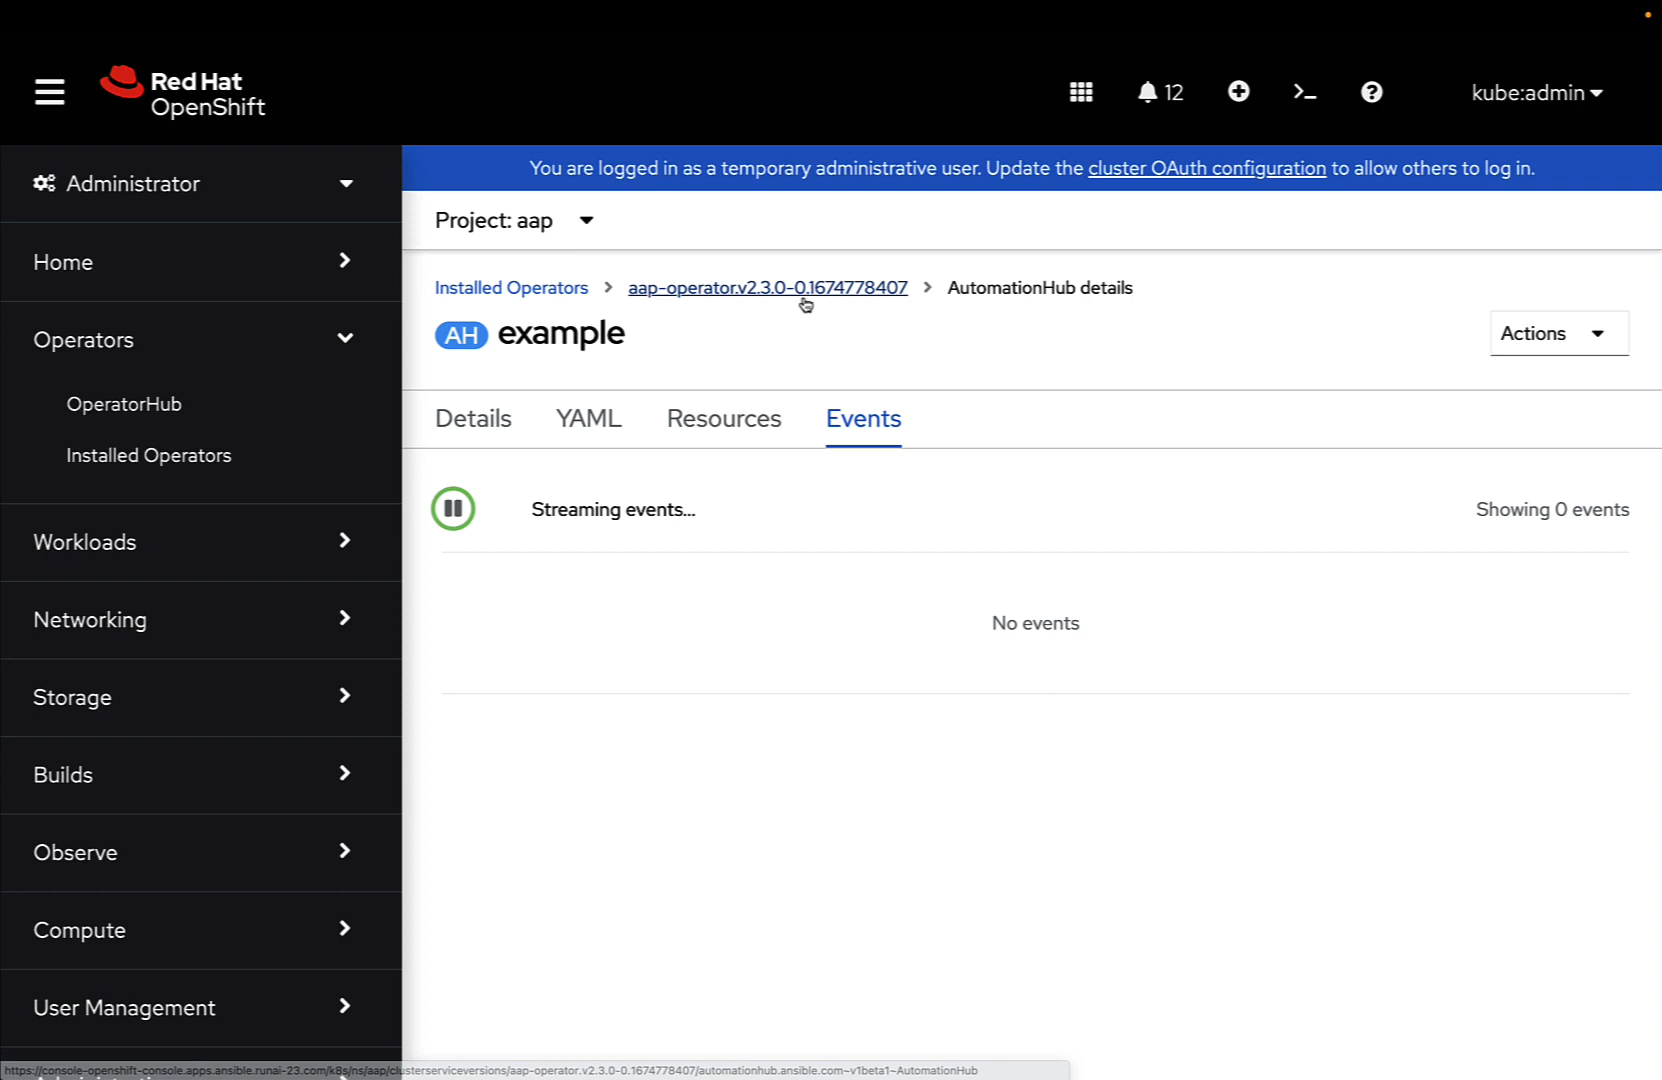 Red Hat
OpenShift
12
kube:admin
Administrator
You are logged in as a temporary administrative user. Update the cluster OAuth configuration to allow others to log in.
Project: aap
Home
Installed Operators
aap-operator.v2.3.0-0.1674778407
AutomationHub details
AH example
Actions
Operators
OperatorHub
Installed Operators
Details
YAML
Resources
Events
Streaming events...
Showing 0 events
No events
Workloads
Networking
Storage
Builds
Observe
Compute
User Management
https://console-openshift-console.apps.ansible.runai-23.com/k8s/ns/aap/clusterserviceversions/aap-operator.v2.3.0-0.1674778407/automationhub.ansible.com~v1beta1~AutomationHub